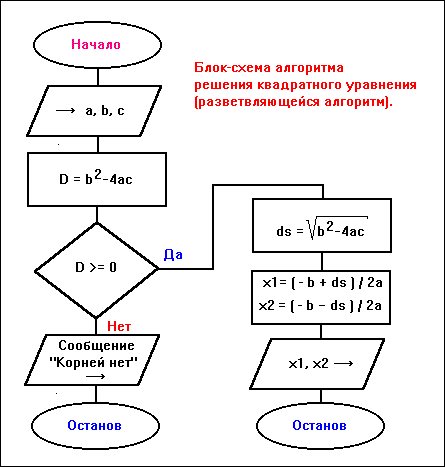 Начало
Блок-схема алгоритма
решения квадратного уравнения
(разветвляющейся алгоритм).
→ a, b, c
D = b²-4ac
D >= 0
Да
Нет
Сообщение
"Корней нет"
→
Останов
ds = √b²-4ac
x1 = ( - b + ds ) / 2a
x2 = ( - b - ds ) / 2a
x1, x2 →
Останов